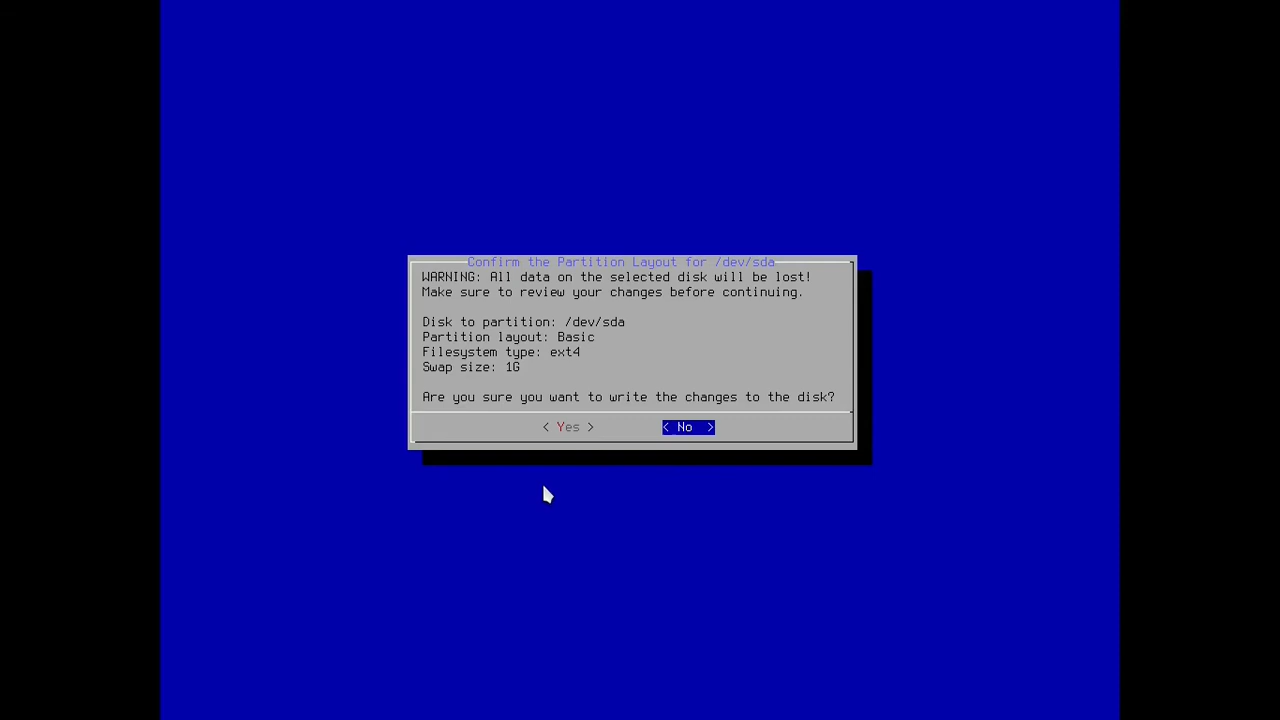 Confirm the Partition Layout for /dev/sda
WARNING: All data on the selected disk will be lost!
Make sure to review your changes before continuing.
Disk to partition: /dev/sda
Partition layout: Basic
Filesystem type: ext4
Swap size: 1G
Are you sure you want to write the changes to the disk?
< Yes > < No >